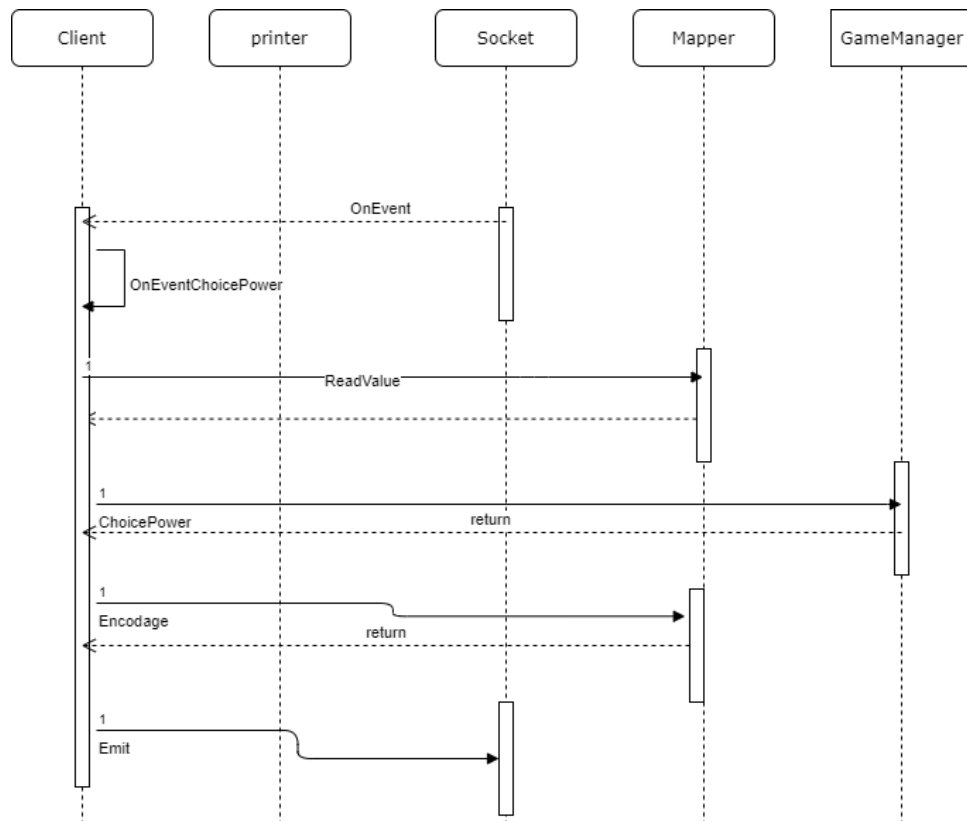 Client
printer
Socket
Mapper
GameManager
OnEvent
OnEventChoicePower
1
ReadValue
1
ChoicePower
return
1
Encodage
return
1
Emit